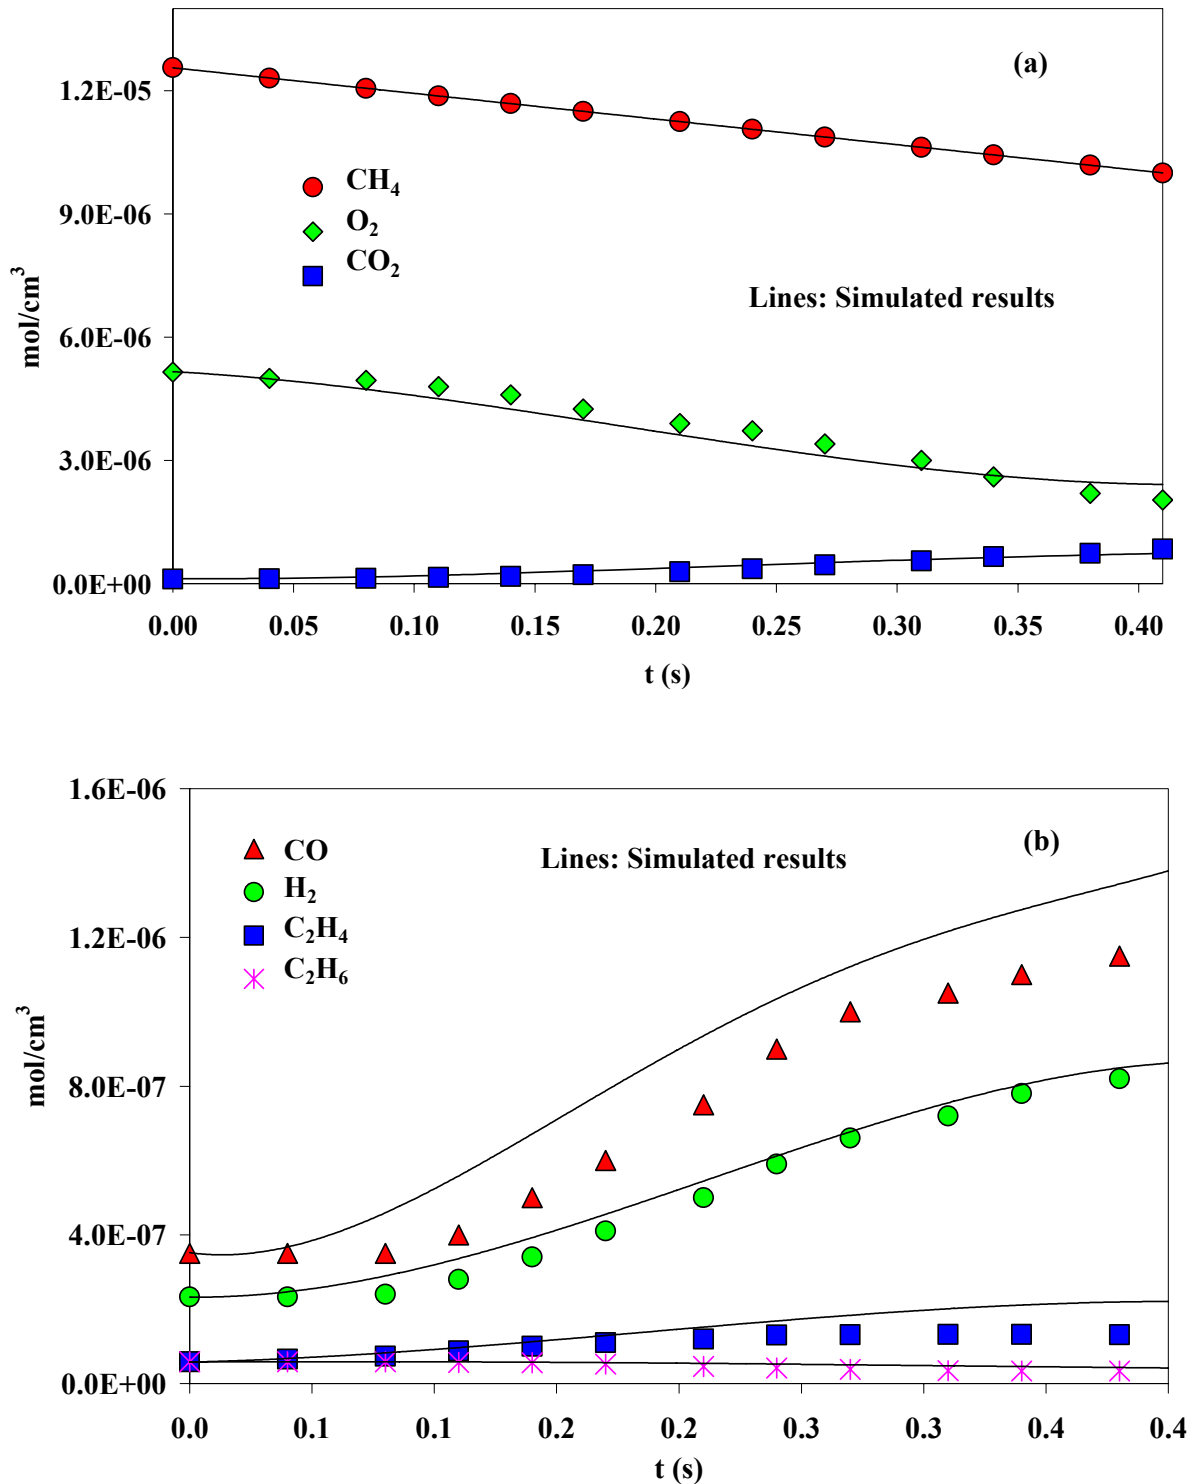 (a)
1.2E-05
CH₄
O₂
9.0E-06
CO₂
mol/cm³
Lines: Simulated results
6.0E-06
3.0E-06
0.0E+00
0.00 0.05 0.10 0.15 0.20 0.25 0.30 0.35 0.40
t (s)
1.6E-06
CO
Lines: Simulated results
(b)
H₂
C₂H₄
1.2E-06
C₂H₆
mol/cm³
8.0E-07
4.0E-07
0.0E+00
0.0 0.1 0.1 0.2 0.2 0.3 0.3 0.4 0.4
t (s)